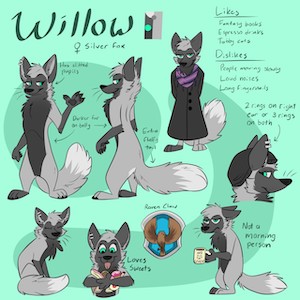 Willow
♀ Silver Fox
Likes
Fantasy books
Espresso drinks
Tubby cats
Dislikes
People moving slowly
Loud noises
Long fingernails
Darker fur
on belly
Extra
fluffy
tail
2 rings on right
ear or 3 rings
on both
Raven Claw
Loves
Sweets
Not a
morning
person